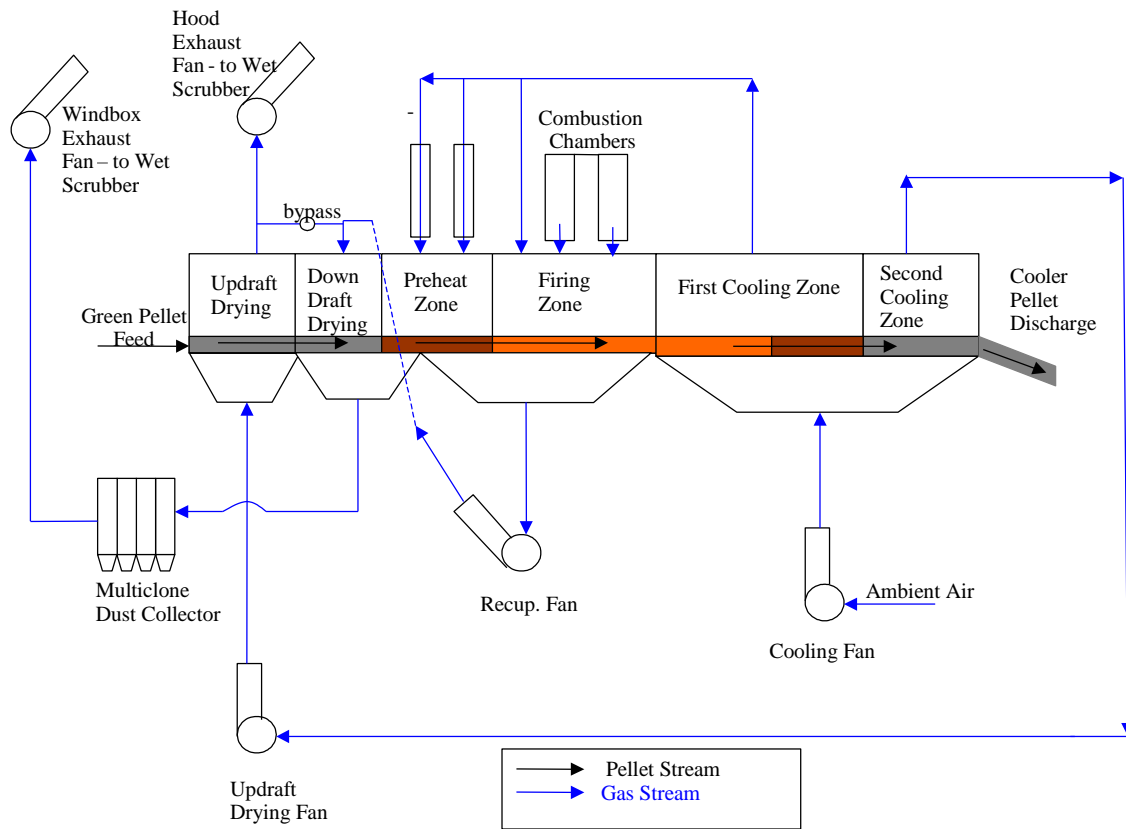 Hood
Exhaust
Fan - to Wet
Scrubber
Windbox
Exhaust
Fan – to Wet
Scrubber
-
Combustion
Chambers
bypass
Updraft
Drying
Down
Draft
Drying
Preheat
Zone
Firing
Zone
First Cooling Zone
Second
Cooling
Zone
Cooler
Pellet
Discharge
Green Pellet
Feed
Multiclone
Dust Collector
Recup. Fan
Ambient Air
Cooling Fan
Updraft
Drying Fan
Pellet Stream
Gas Stream